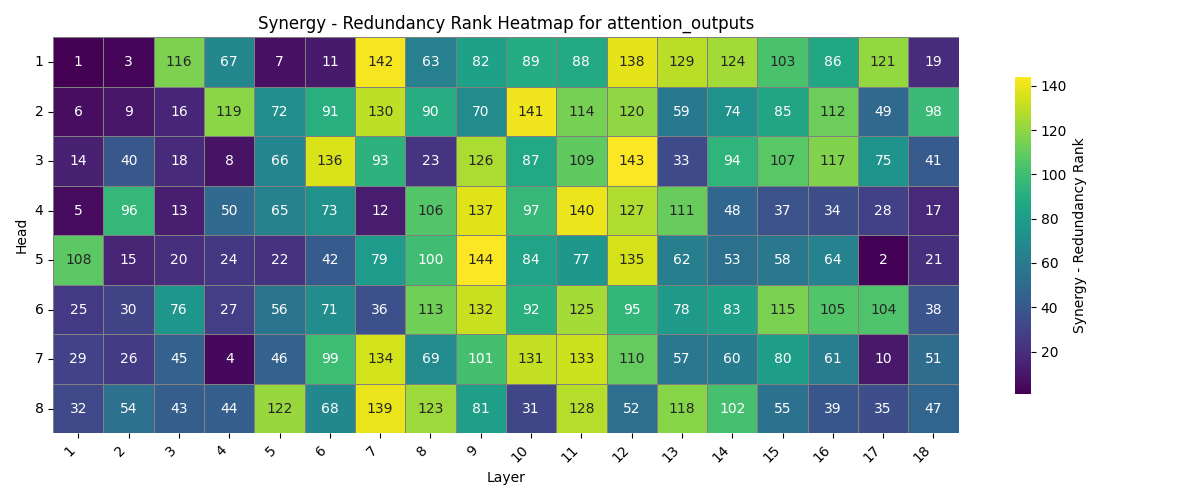 Synergy - Redundancy Rank Heatmap for attention_outputs
Head
1 1 3 116 67 7 11 142 63 82 89 88 138 129 124 103 86 121 19
2 6 9 16 119 72 91 130 90 70 141 114 120 59 74 85 112 49 98
3 14 40 18 8 66 136 93 23 126 87 109 143 33 94 107 117 75 41
4 5 96 13 50 65 73 12 106 137 97 140 127 111 48 37 34 28 17
5 108 15 20 24 22 42 79 100 144 84 77 135 62 53 58 64 2 21
6 25 30 76 27 56 71 36 113 132 92 125 95 78 83 115 105 104 38
7 29 26 45 4 46 99 134 69 101 131 133 110 57 60 80 61 10 51
8 32 54 43 44 122 68 139 123 81 31 128 52 118 102 55 39 35 47
1 2 3 4 5 6 7 8 9 10 11 12 13 14 15 16 17 18
Layer
140
120
100
80
60
40
20
Synergy - Redundancy Rank